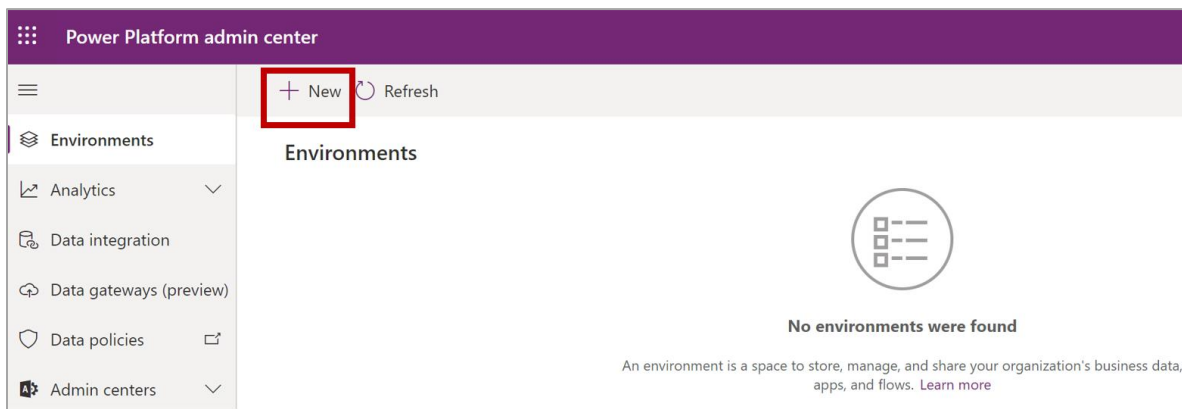 Power Platform admin center
New
Refresh
Environments
Analytics
Data integration
Data gateways (preview)
Data policies
Admin centers
Environments
No environments were found
An environment is a space to store, manage, and share your organization's business data,
apps, and flows. Learn more